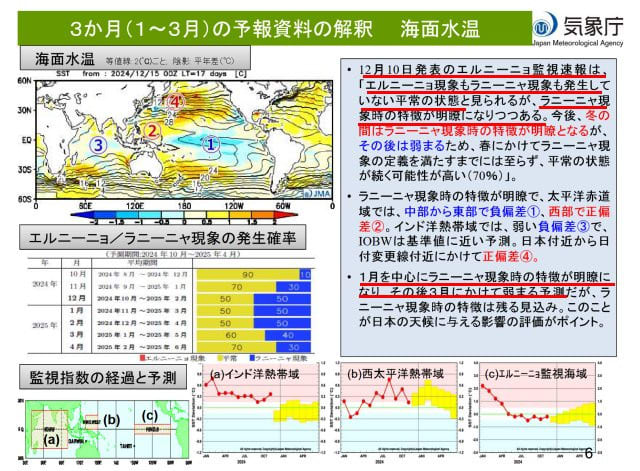 3か月（1～3月）の予報資料の解釈　海面水温
気象庁
Japan Meteorological Agency
海面水温 等値線:2(℃)ごと, 陰影:平年差(℃)
SST from : 2024/12/15 00Z LT=17 days [C]
60N
30N
EQ
30S
60S
0
60E
120E
180
120W
60W
①
②
③
④
©JMA
-2 -1.5 -1 -0.5 0 0.5 1 1.5 2
・12月10日発表のエルニーニョ監視速報は、
「エルニーニョ現象もラニーニャ現象も発生して
いない平常の状態と見られるが、ラニーニャ現
象時の特徴が明瞭になりつつある。今後、冬の
間はラニーニャ現象時の特徴が明瞭となるが、
その後は弱まるため、春にかけてラニーニャ現
象の定義を満たすまでには至らず、平常の状態
が続く可能性が高い（70％）」。
・ラニーニャ現象時の特徴が明瞭で、太平洋赤道
域では、中部から東部で負偏差①、西部で正偏
差②。インド洋熱帯域では、弱い負偏差③で、
IOBWは基準値に近い予測。日本付近から日
付変更線付近にかけて正偏差④。
・1月を中心にラニーニャ現象時の特徴が明瞭に
なり、その後3月にかけて弱まる予測だが、ラ
ニーニャ現象時の特徴は残る見込み。このこと
が日本の天候に与える影響の評価がポイント。
エルニーニョ／ラニーニャ現象の発生確率
(予測期間:2024年10月～2025年4月)
年 月 平均期間
2024年 10月 2024年8月～2024年12月 90 10
11月 2024年9月～2025年1月 70 30
12月 2024年10月～2025年2月 50 50
2025年 1月 2024年11月～2025年3月 50 50
2月 2024年12月～2025年4月 50 50
3月 2025年1月～2025年5月 60 40
4月 2025年2月～2025年6月 70 30
■エルニーニョ現象 ■平常 ■ラニーニャ現象
監視指数の経過と予測
(a)
(b)
(c)
DARWIN
TAHITI
(a)インド洋熱帯域
(b)西太平洋熱帯域
(c)エルニーニョ監視海域
JAN APR JUL OCT JAN APR
2024
JAN APR JUL OCT JAN APR
2024
JAN APR JUL OCT JAN APR
2024
6